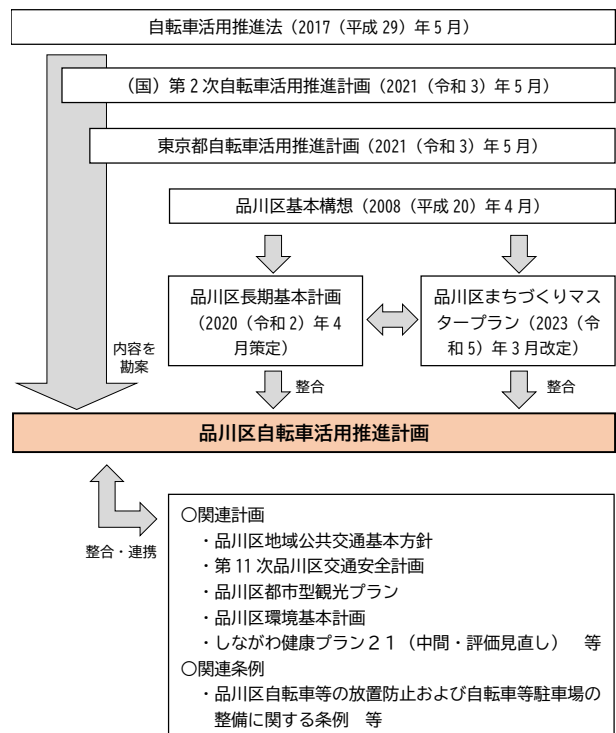 自転車活用推進法（2017（平成 29）年 5 月）
（国）第 2 次自転車活用推進計画（2021（令和 3）年 5 月）
東京都自転車活用推進計画（2021（令和 3）年 5 月）
品川区基本構想（2008（平成 20）年 4 月）
品川区長期基本計画
（2020（令和 2）年 4
月策定）
品川区まちづくりマス
タープラン（2023（令
和 5）年 3 月改定）
内容を
勘案
整合
整合
品川区自転車活用推進計画
整合・連携
○関連計画
・品川区地域公共交通基本方針
・第 11 次品川区交通安全計画
・品川区都市型観光プラン
・品川区環境基本計画
・しながわ健康プラン２１（中間・評価見直し）　等
○関連条例
・品川区自転車等の放置防止および自転車等駐車場の
整備に関する条例　等